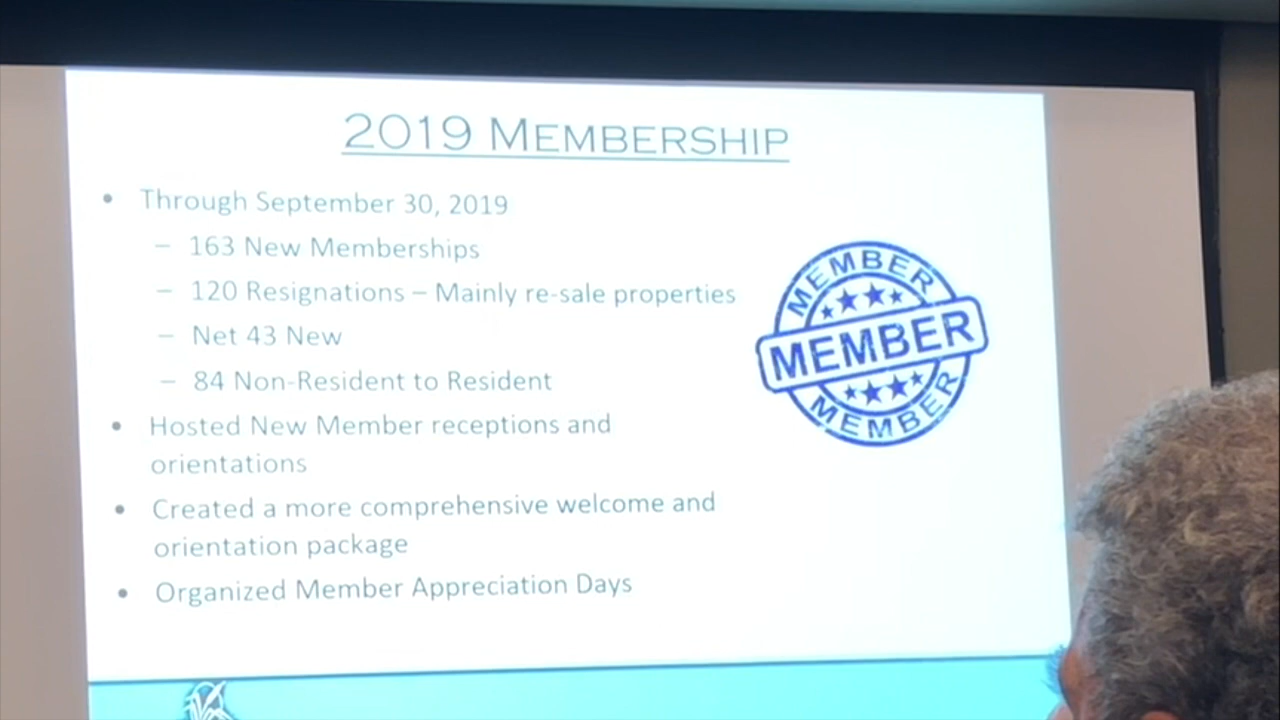 2019 MEMBERSHIP
• Through September 30, 2019
– 163 New Memberships
– 120 Resignations – Mainly re-sale properties
– Net 43 New
– 84 Non-Resident to Resident
• Hosted New Member receptions and
orientations
• Created a more comprehensive welcome and
orientation package
• Organized Member Appreciation Days
MEMBER
MEMBER
MEMBER